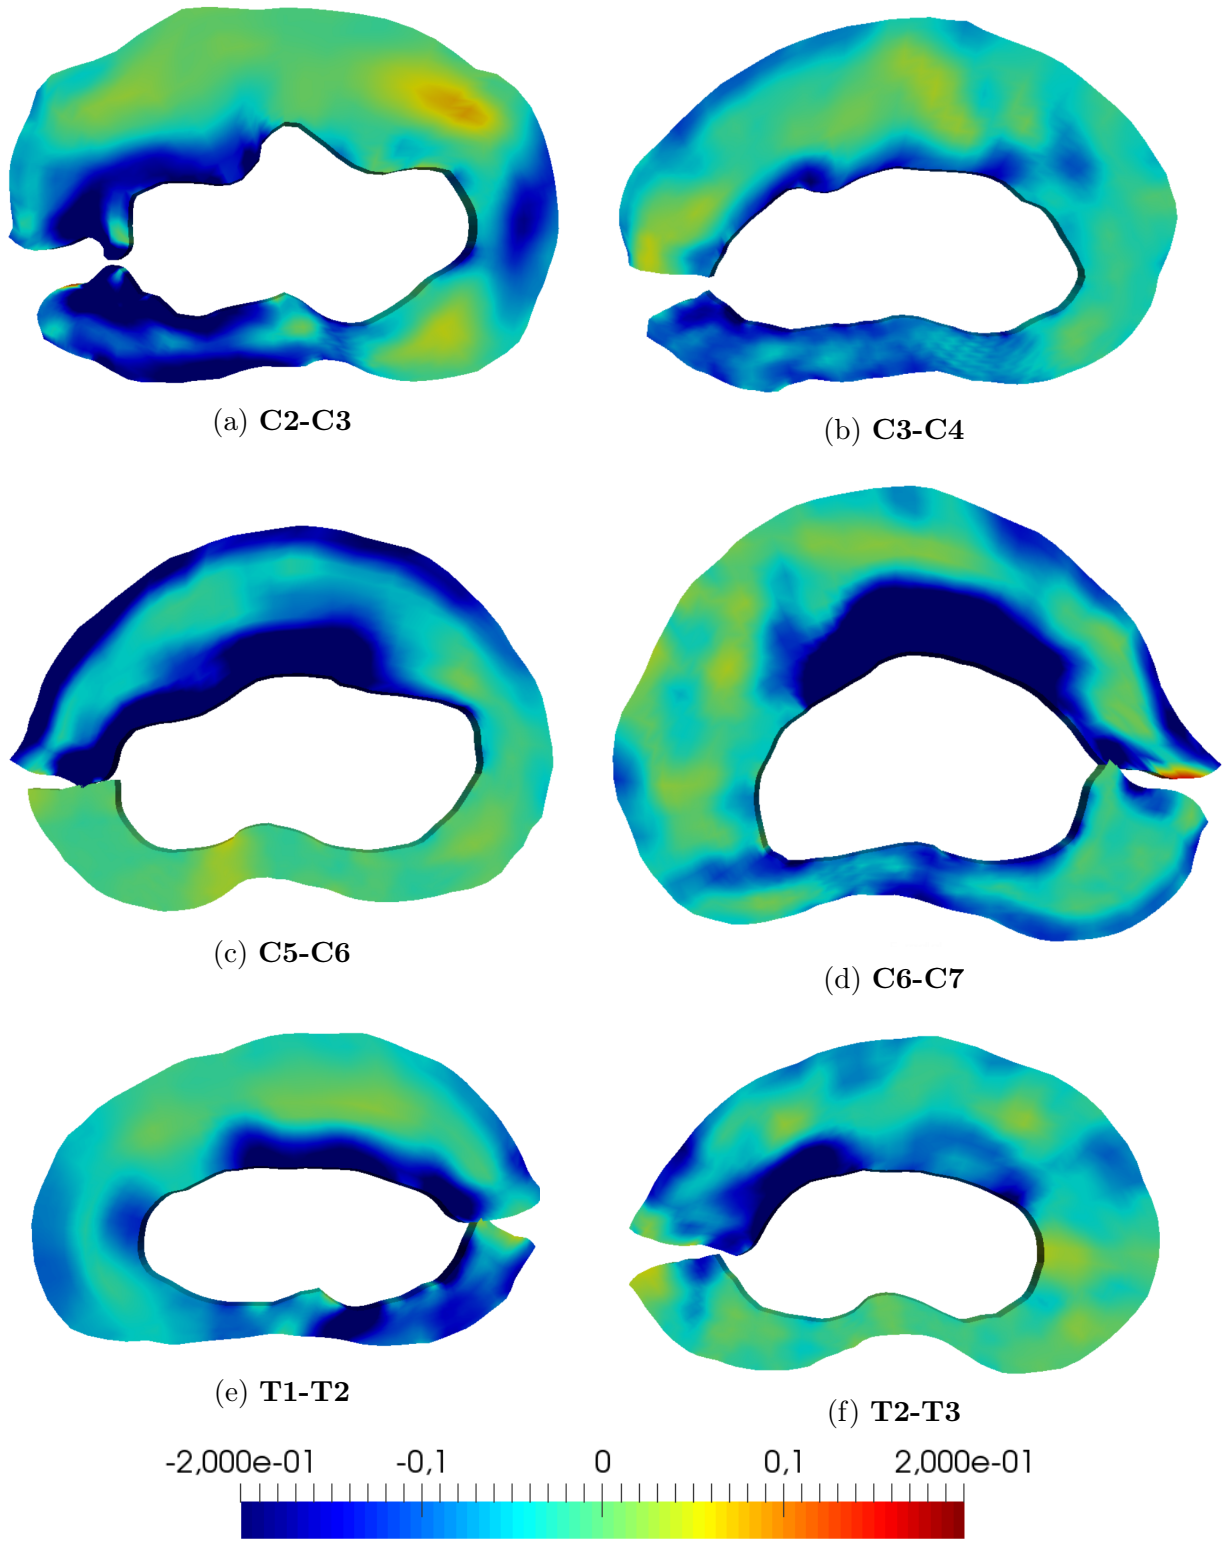 (a) C2-C3
(b) C3-C4
(c) C5-C6
(d) C6-C7
(e) T1-T2
(f) T2-T3
-2,000e-01 -0,1 0 0,1 2,000e-01